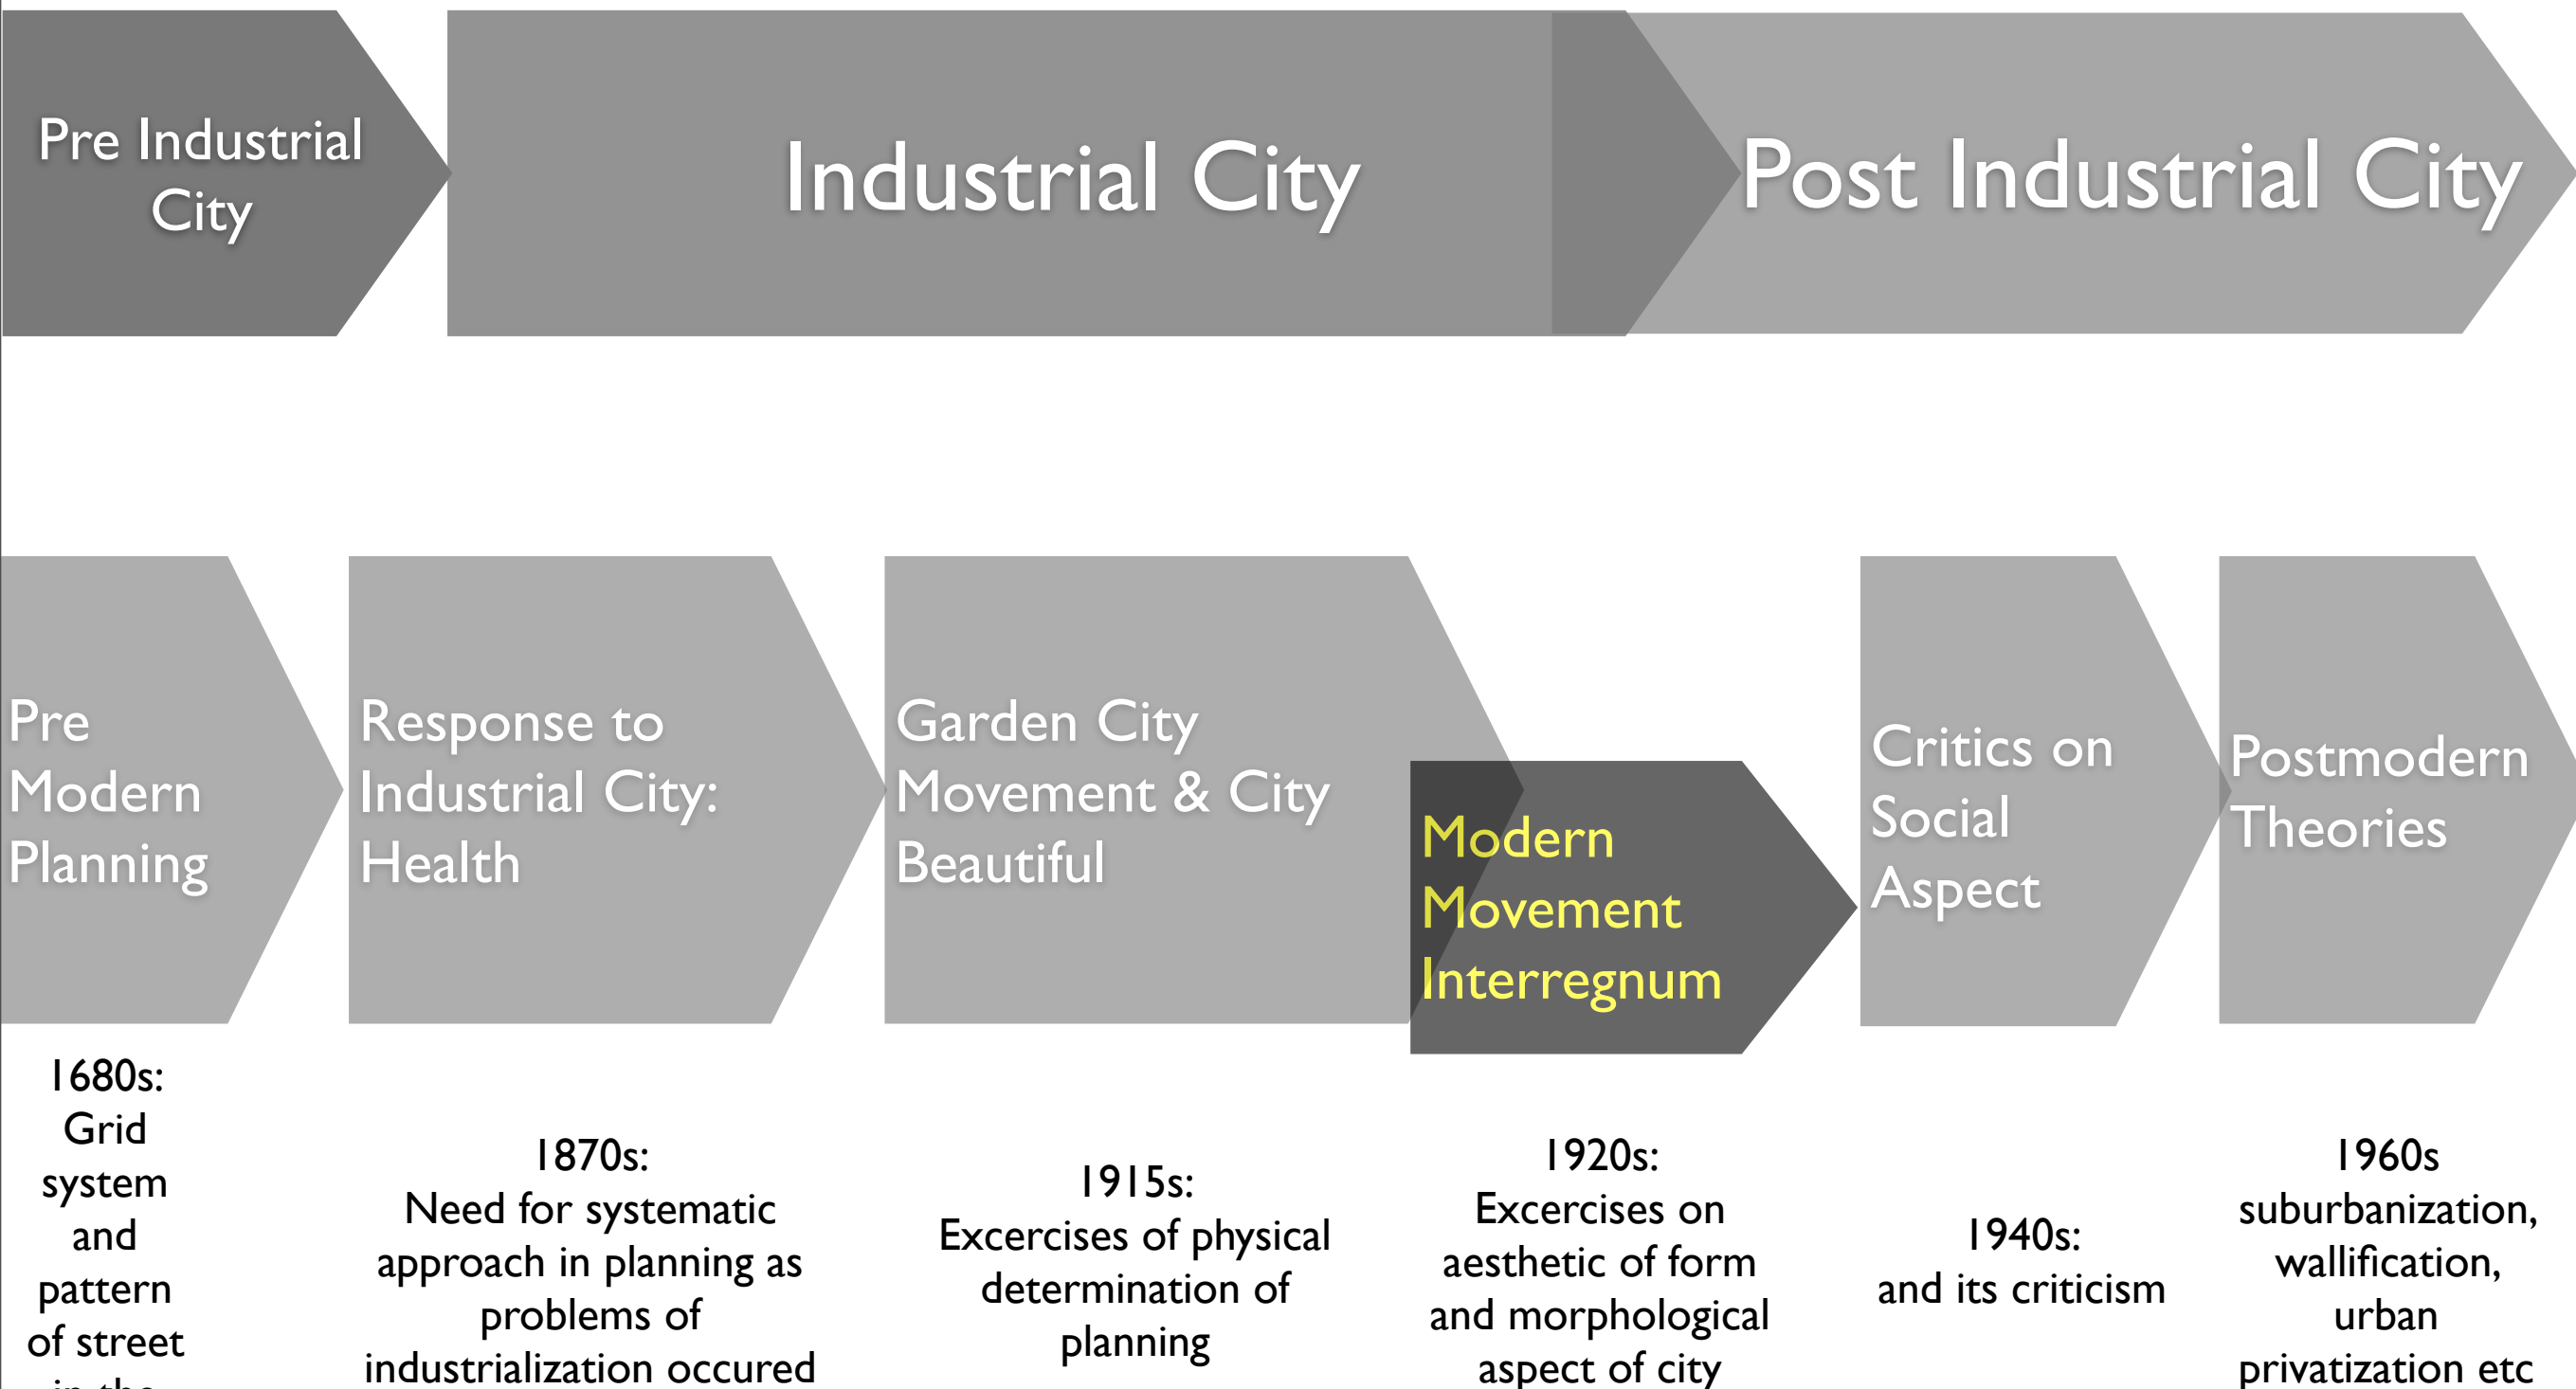 Pre Industrial
City
Industrial City
Post Industrial City
Pre
Modern
Planning
Response to
Industrial City:
Health
Garden City
Movement & City
Beautiful
Modern
Movement
Interregnum
Critics on
Social
Aspect
Postmodern
Theories
1680s:
Grid
system
and
pattern
of street
in the
1870s:
Need for systematic
approach in planning as
problems of
industrialization occured
1915s:
Excercises of physical
determination of
planning
1920s:
Excercises on
aesthetic of form
and morphological
aspect of city
1940s:
and its criticism
1960s
suburbanization,
wallification,
urban
privatization etc